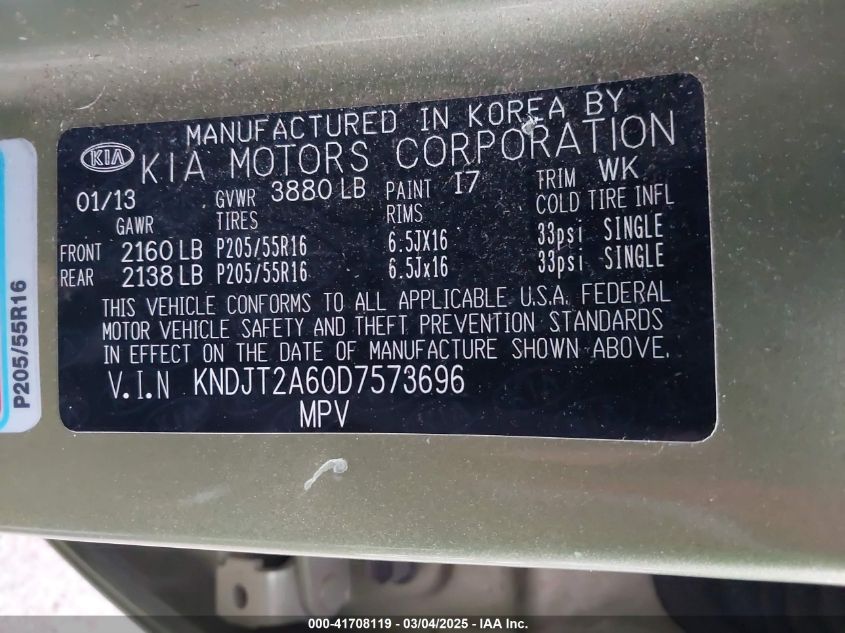 MANUFACTURED IN KOREA BY
KIA
KIA MOTORS CORPORATION
01/13 GVWR 3880 LB PAINT I7 TRIM WK
GAWR TIRES RIMS COLD TIRE INFL
FRONT 2160 LB P205/55R16 6.5JX16 33psi SINGLE
REAR 2138 LB P205/55R16 6.5Jx16 33psi SINGLE
THIS VEHICLE CONFORMS TO ALL APPLICABLE U.S.A. FEDERAL
MOTOR VEHICLE SAFETY AND THEFT PREVENTION STANDARDS
IN EFFECT ON THE DATE OF MANUFACTURE SHOWN ABOVE.
V.I.N KNDJT2A60D7573696
MPV
P205/55R16
000-41708119 - 03/04/2025 - IAA Inc.